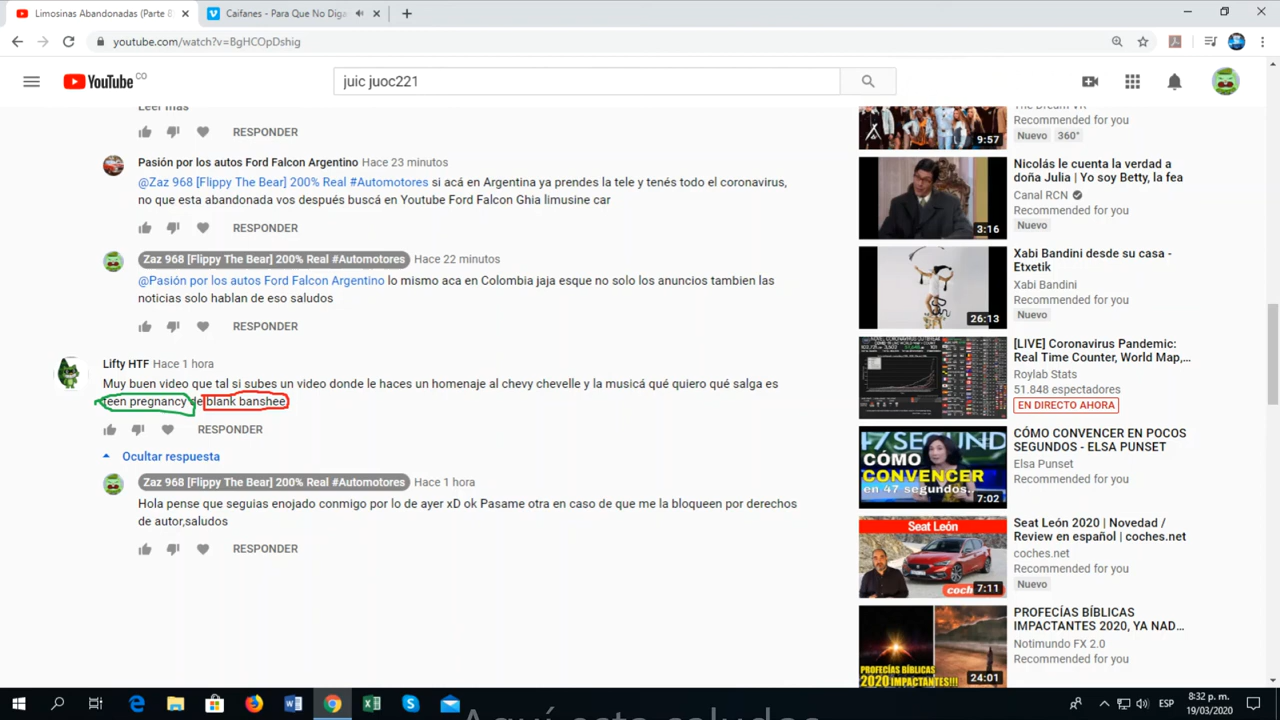 Limosinas Abandonadas (Parte
Caifanes - Para Que No Diga
youtube.com/watch?v=BgHCOpDshig
YouTube CO
juic juoc221
Leer más
RESPONDER
Pasión por los autos Ford Falcon Argentino Hace 23 minutos
@Zaz 968 [Flippy The Bear] 200% Real #Automotores si acá en Argentina ya prendes la tele y tenés todo el coronavirus,
no que esta abandonada vos después buscá en Youtube Ford Falcon Ghia limusine car
RESPONDER
Zaz 968 [Flippy The Bear] 200% Real #Automotores Hace 22 minutos
@Pasión por los autos Ford Falcon Argentino lo mismo aca en Colombia jaja esque no solo los anuncios tambien las
noticias solo hablan de eso saludos
RESPONDER
Lifty HTF Hace 1 hora
Muy buen video que tal si subes un video donde le haces un homenaje al chevy chevelle y la musicá qué quiero qué salga es
teen pregnancy de blank banshee
RESPONDER
Ocultar respuesta
Zaz 968 [Flippy The Bear] 200% Real #Automotores Hace 1 hora
Hola pense que seguias enojado conmigo por lo de ayer xD ok Pasame otra en caso de que me la bloqueen por derechos
de autor,saludos
RESPONDER
The Dream VR
Recommended for you
Nuevo 360°
9:57
Nicolás le cuenta la verdad a
doña Julia | Yo soy Betty, la fea
Canal RCN
Recommended for you
Nuevo
3:16
Xabi Bandini desde su casa -
Etxetik
Xabi Bandini
Recommended for you
Nuevo
26:13
[LIVE] Coronavirus Pandemic:
Real Time Counter, World Map,...
Roylab Stats
51.848 espectadores
EN DIRECTO AHORA
CÓMO CONVENCER EN POCOS
SEGUNDOS - ELSA PUNSET
Elsa Punset
Recommended for you
47 SEGUND
CÓMO
CONVENCER
en 47 segundos.
7:02
Seat León 2020 | Novedad /
Review en español | coches.net
coches.net
Recommended for you
Nuevo
Seat León
coch
7:11
PROFECÍAS BÍBLICAS
IMPACTANTES 2020, YA NAD...
Notimundo FX 2.0
Recommended for you
PROFECÍAS BÍBLICAS
2020 IMPACTANTES!!!
24:01
Aquí esta saludos
ESP
8:32 p. m.
19/03/2020